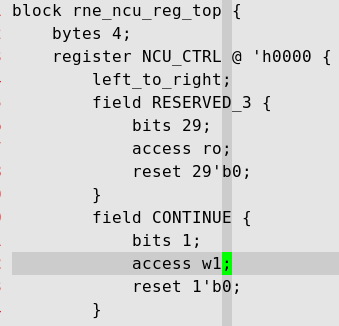 block rne_ncu_reg_top {
    bytes 4;
    register NCU_CTRL @ 'h0000 {
        left_to_right;
        field RESERVED_3 {
            bits 29;
            access ro;
            reset 29'b0;
        }
        field CONTINUE {
            bits 1;
            access w1;
            reset 1'b0;
        }